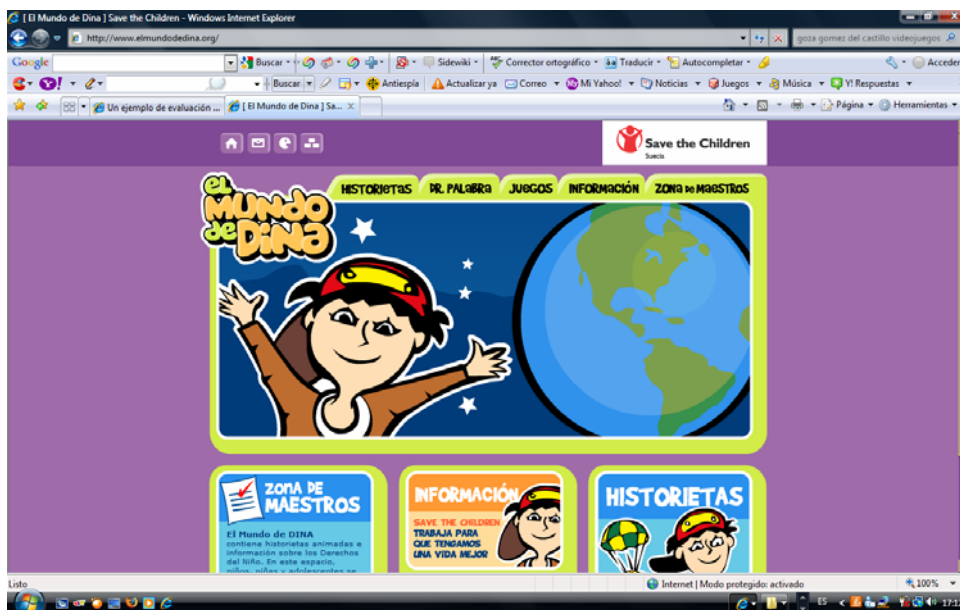 [ El Mundo de Dina ] Save the Children - Windows Internet Explorer
http://www.elmundodedina.org/
goza gomez del castillo videojuegos
Google Buscar Sidewiki Corrector ortográfico Traducir Autocompletar Acceder
Y! Buscar Antiespía Actualizar ya Correo Mi Yahoo! Noticias Juegos Música Y! Respuestas
Un ejemplo de evaluación ... [ El Mundo de Dina ] Sa... Página Herramientas
Save the Children
Suecia
EL MUNDO de DINA
HISTORIETAS DR. PALABRA JUEGOS INFORMACIÓN ZONA DE MAESTROS
ZONA DE
MAESTROS
El Mundo de DINA
contiene historietas animadas e
información sobre los Derechos
del Niño. En este espacio,
niños, niñas y adolescentes se
INFORMACIÓN
SAVE THE CHILDREN
TRABAJA PARA
QUE TENGAMOS
UNA VIDA MEJOR
HISTORIETAS
Listo Internet | Modo protegido: activado 100%
ES